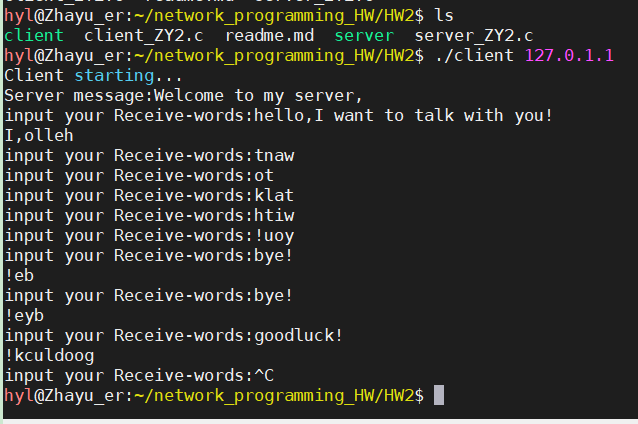 hyl@Zhayu_er:~/network_programming_HW/HW2$ ls
client  client_ZY2.c  readme.md  server  server_ZY2.c
hyl@Zhayu_er:~/network_programming_HW/HW2$ ./client 127.0.1.1
Client starting...
Server message:Welcome to my server,
input your Receive-words:hello,I want to talk with you!
I,olleh
input your Receive-words:tnaw
input your Receive-words:ot
input your Receive-words:klat
input your Receive-words:htiw
input your Receive-words:!uoy
input your Receive-words:bye!
!eb
input your Receive-words:bye!
!eyb
input your Receive-words:goodluck!
!kculdoog
input your Receive-words:^C
hyl@Zhayu_er:~/network_programming_HW/HW2$